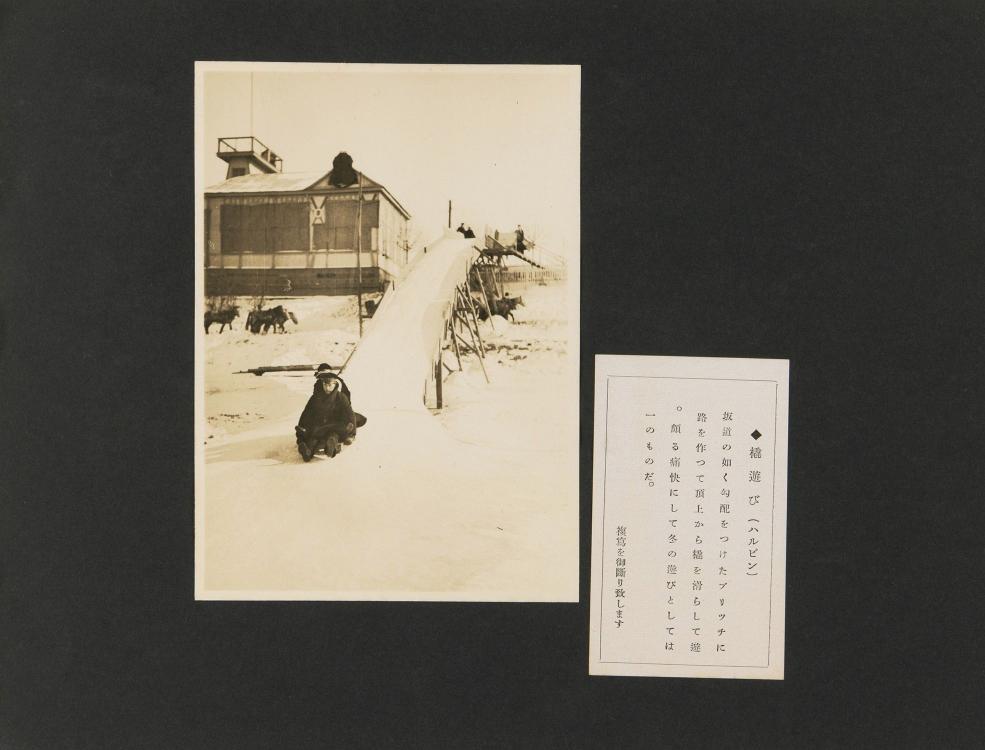 ◆橇遊び（ハルビン）
坂道の如く勾配をつけたブリッヂに
路を作つて頂上から橇を滑らして遊ぶ
。頗る痛快にして冬の遊びとしては
一のものだ。
複寫を御斷り致します
3